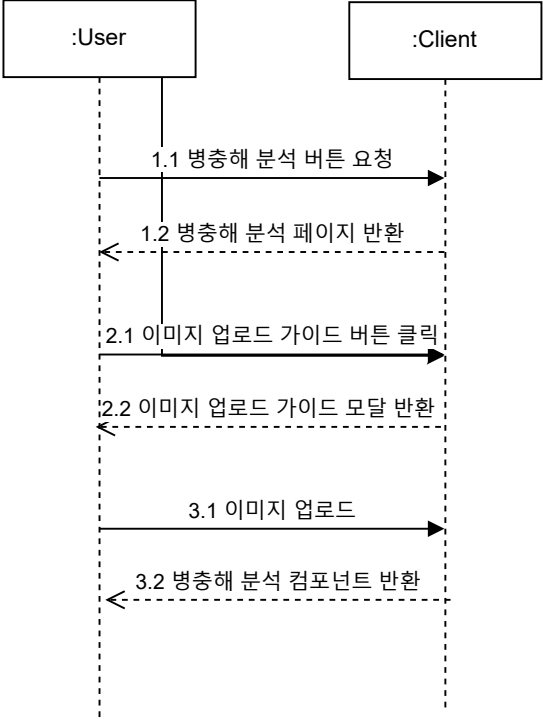 :User
:Client
1.1 병충해 분석 버튼 요청
1.2 병충해 분석 페이지 반환
2.1 이미지 업로드 가이드 버튼 클릭
2.2 이미지 업로드 가이드 모달 반환
3.1 이미지 업로드
3.2 병충해 분석 컴포넌트 반환